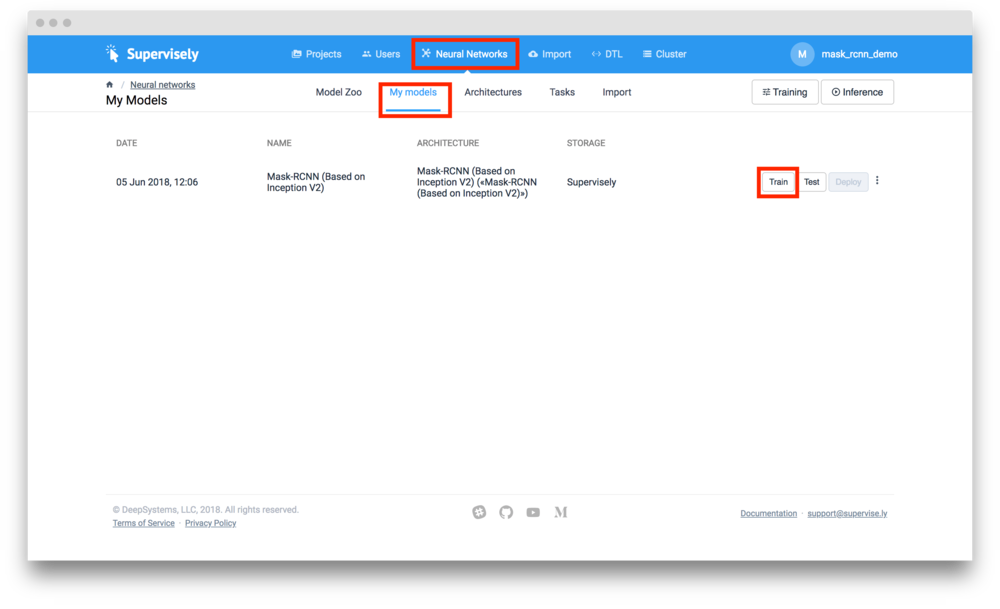 Supervisely
Projects Users Neural Networks Import DTL Cluster
M mask_rcnn_demo
/ Neural networks
My Models
Model Zoo My models Architectures Tasks Import
Training Inference
DATE NAME ARCHITECTURE STORAGE
05 Jun 2018, 12:06
Mask-RCNN (Based on
Inception V2)
Mask-RCNN (Based on
Inception V2) («Mask-RCNN
(Based on Inception V2)»)
Supervisely
Train Test Deploy
© DeepSystems, LLC, 2018. All rights reserved.
Terms of Service · Privacy Policy
Documentation · support@supervise.ly